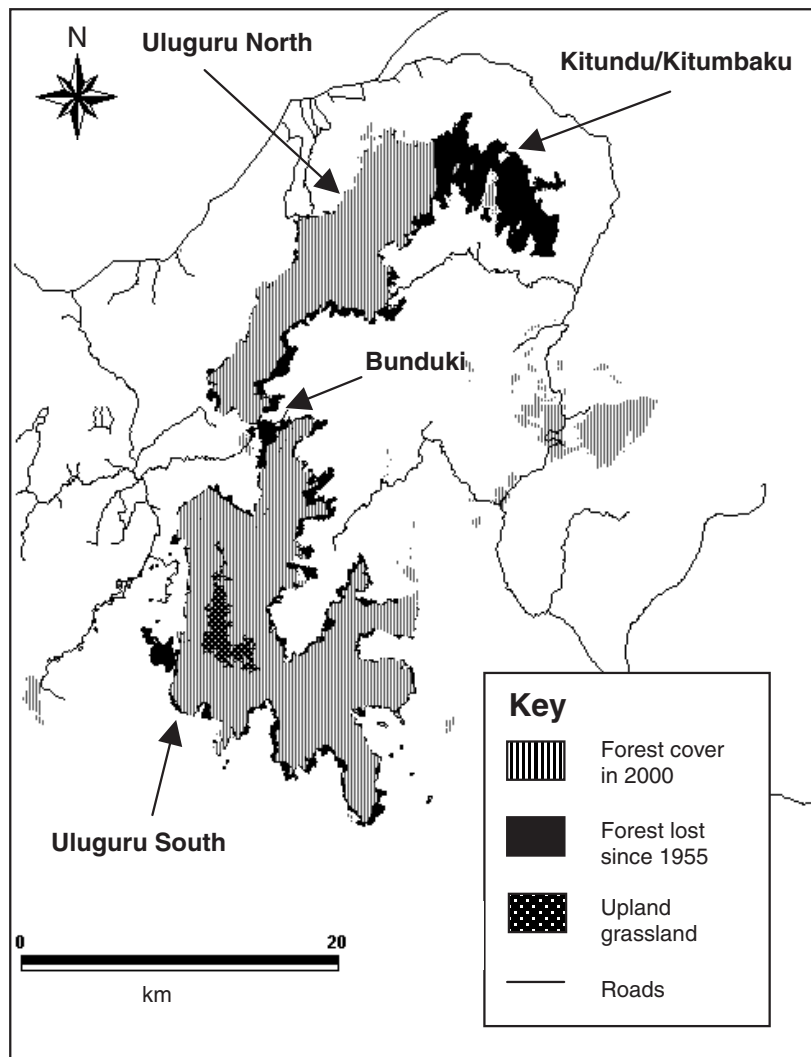 N
Uluguru North
Kitundu/Kitumbaku
Bunduki
Uluguru South
0 20
km
Key
Forest cover
in 2000
Forest lost
since 1955
Upland
grassland
Roads